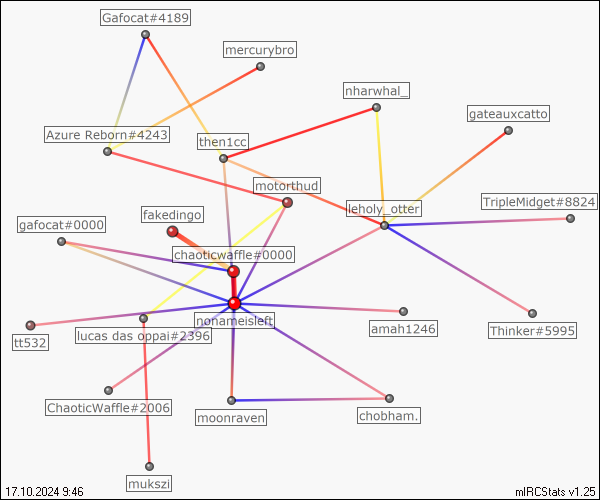 Gafocat#4189
mercurybro
nharwhal_
gateauxcatto
Azure Reborn#4243
then1cc
motorthud
TripleMidget#8824
leholy_otter
fakedingo
gafocat#0000
chaoticwaffle#0000
nonameisleft
amah1246
Thinker#5995
tt532
lucas das oppai#2396
ChaoticWaffle#2006
moonraven
chobham.
mukszi
17.10.2024 9:46
mIRCStats v1.25